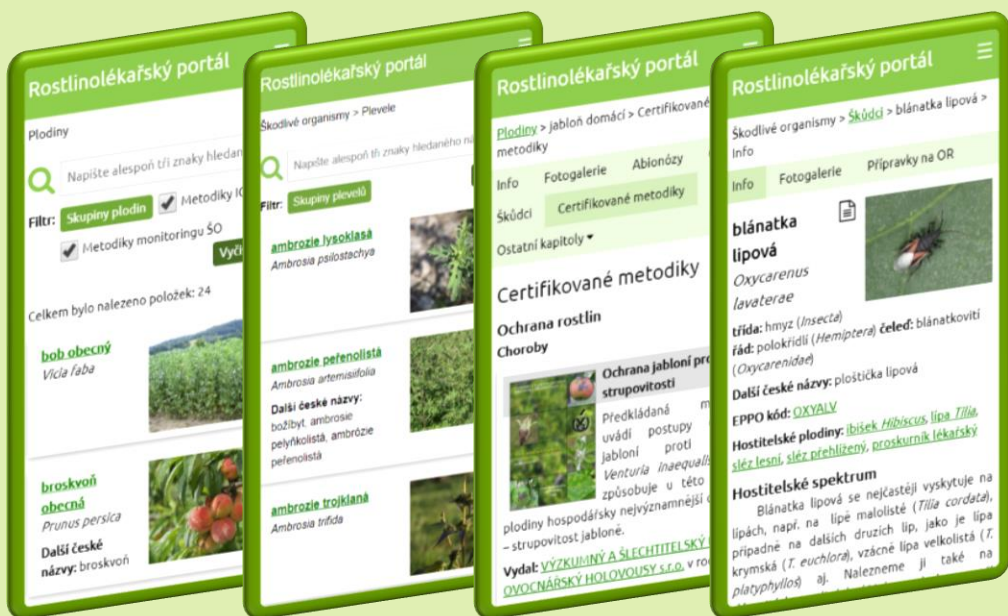 Rostlinolékařský portál
Plodiny
Napište alespoň tři znaky hledan
Filtr: Skupiny plodin Metodiky
Metodiky monitoringu ŠO
Celkem bylo nalezeno položek: 24
bob obecný
Vicia faba
broskvoň
obecná
Prunus persica
Další české
názvy: broskvoň
Rostlinolékařský portál
Škodlivé organismy > Plevele
Napište alespoň tři znaky hledaného
Filtr: Skupiny plevelů
ambrozie lysoklasá
Ambrosia psilostachya
ambrozie peřenolistá
Ambrosia artemisiifolia
Další české názvy:
božíbyt, ambrosie
pelyňkolistá, ambrózie
peřenolistá
ambrozie trojklaná
Ambrosia trifida
Rostlinolékařský portál
Plodiny > jabloň domácí > Certifikované
metodiky
Info Fotogalerie Abionózy
Škůdci Certifikované metodiky
Ostatní kapitoly
Certifikované metodiky
Ochrana rostlin
Choroby
Ochrana jabloní pro
strupovitosti
Předkládaná m
uvádí postupy
jabloní proti
Venturia inaequalis
způsobuje u této
plodiny hospodářsky nejvýznamnější
– strupovitost jabloně.
Vydal: VÝZKUMNÝ A ŠLECHTITELSKÝ
OVOCNÁŘSKÝ HOLOVOUSY s.r.o. v ro
Rostlinolékařský portál
Škodlivé organismy > Škůdci > blánatka lipová >
Info
Info Fotogalerie Přípravky na OR
blánatka
lipová
Oxycarenus
lavaterae
třída: hmyz (Insecta)
řád: polokřídlí (Hemiptera) čeleď: blánatkovití
(Oxycarenidae)
Další české názvy: ploštička lipová
EPPO kód: OXYALV
Hostitelské plodiny: ibišek Hibiscus, lípa Tilia,
sléz lesní, sléz přehlížený, proskurník lékařský
Hostitelské spektrum
Blánatka lipová se nejčastěji vyskytuje na
lipách, např. na lípě malolisté (Tilia cordata),
případně na dalších druzích lip, jako je lípa
krymská (T. euchlora), vzácně lípa velkolistá (T.
platyphyllos) aj. Nalezneme ji také na